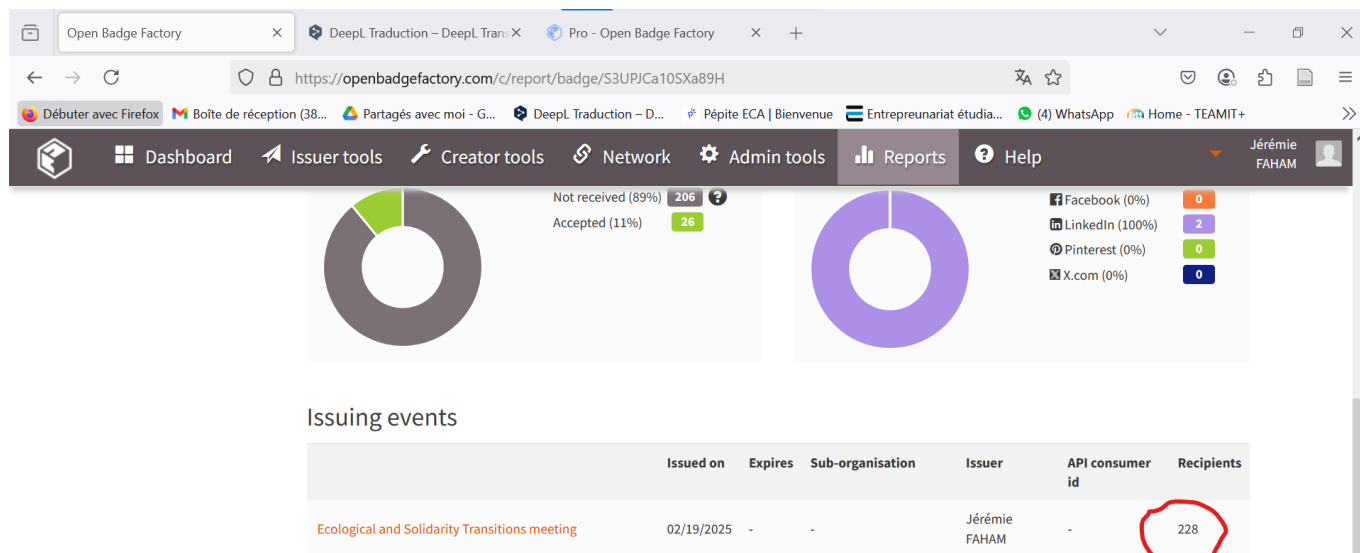 Open Badge Factory
DeepL Traduction – DeepL Trans
Pro - Open Badge Factory
https://openbadgefactory.com/c/report/badge/S3UPJCa10SXa89H
Débuter avec Firefox
Boîte de réception (38...
Partagés avec moi - G...
DeepL Traduction – D...
Pépite ECA | Bienvenue
Entrepreunariat étudia...
(4) WhatsApp
Home - TEAMIT+
Dashboard
Issuer tools
Creator tools
Network
Admin tools
Reports
Help
Jérémie
FAHAM
Not received (89%) 206
Accepted (11%) 26
Facebook (0%) 0
LinkedIn (100%) 2
Pinterest (0%) 0
X.com (0%) 0
Issuing events
Issued on Expires Sub-organisation Issuer API consumer id Recipients
Ecological and Solidarity Transitions meeting 02/19/2025 - - Jérémie FAHAM - 228